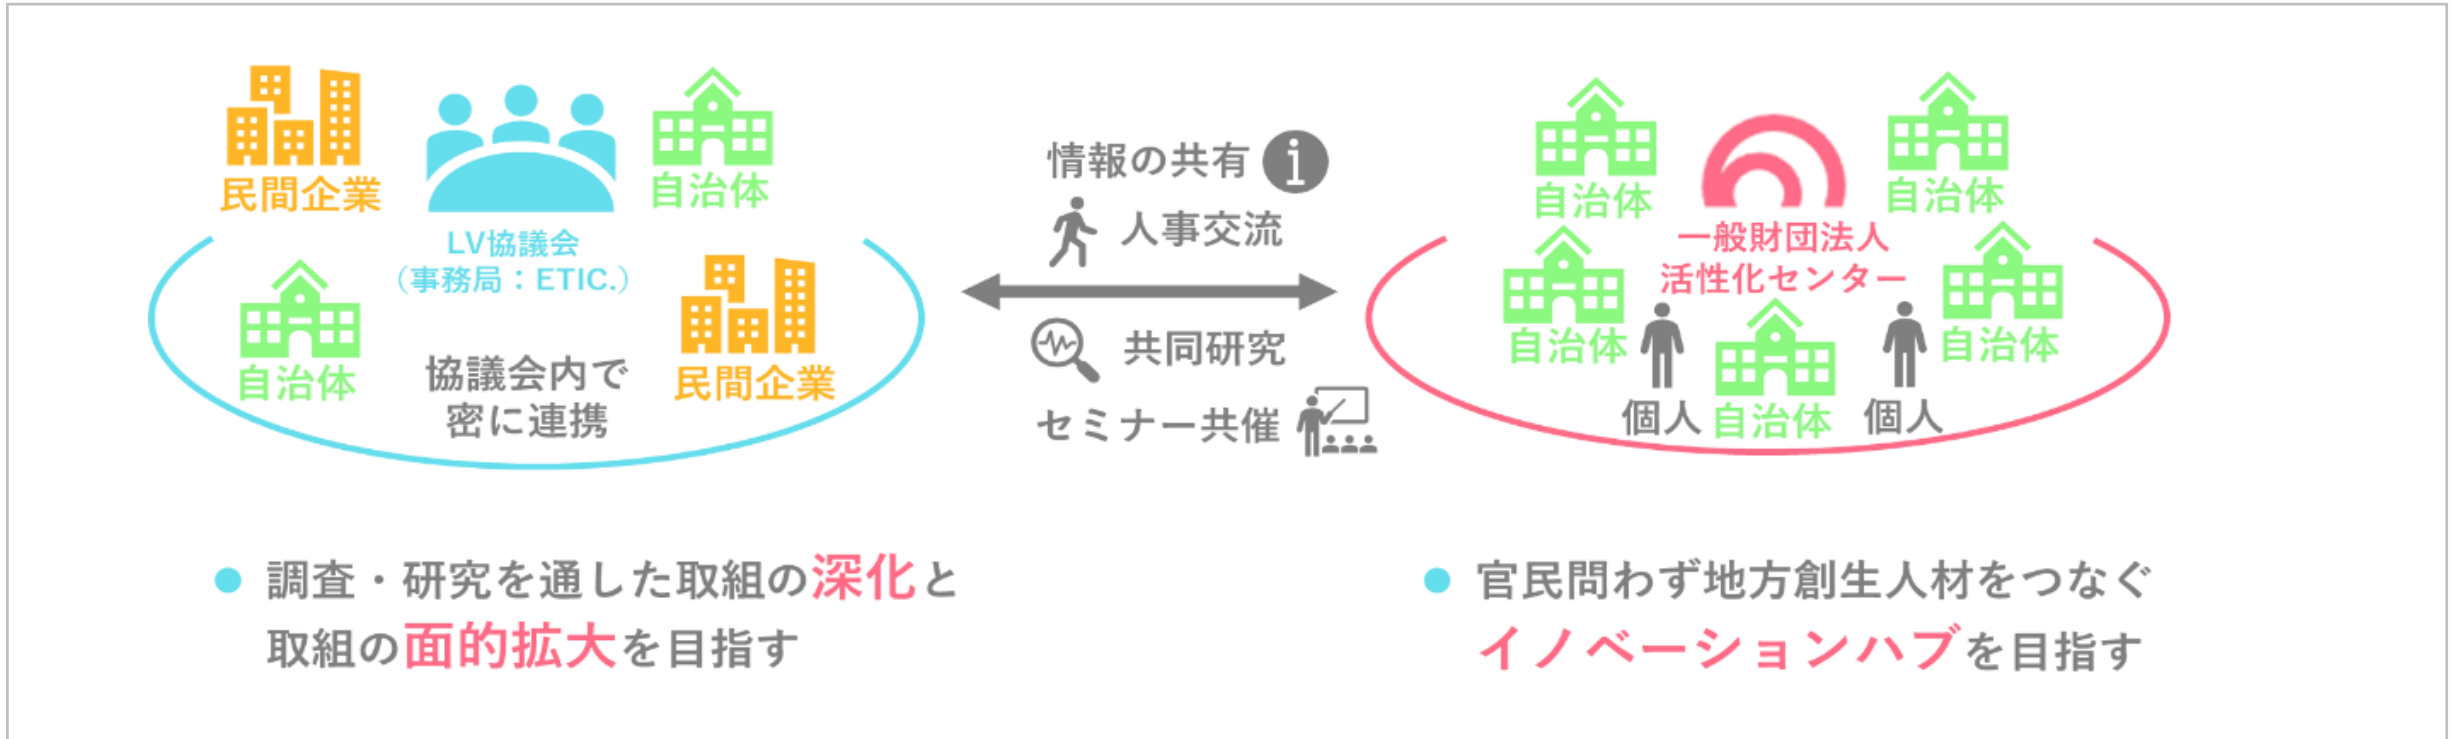 民間企業
自治体
LV協議会
（事務局：ETIC.）
自治体
民間企業
協議会内で
密に連携
情報の共有
人事交流
共同研究
セミナー共催
自治体
自治体
一般財団法人
活性化センター
自治体
自治体
個人
自治体
個人
調査・研究を通した取組の深化と
取組の面的拡大を目指す
官民問わず地方創生人材をつなぐ
イノベーションハブを目指す